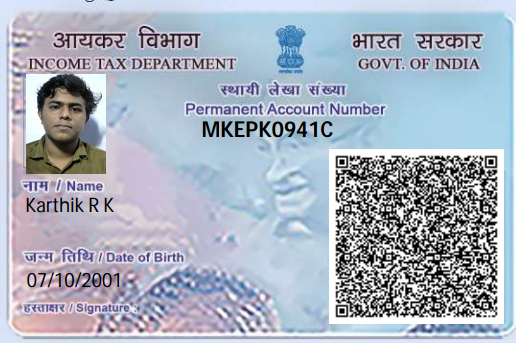 आयकर विभाग
INCOME TAX DEPARTMENT
भारत सरकार
GOVT. OF INDIA
स्थायी लेखा संख्या
Permanent Account Number
MKEPK0941C
नाम / Name
Karthik R K
जन्म तिथि / Date of Birth
07/10/2001
हस्ताक्षर / Signature :